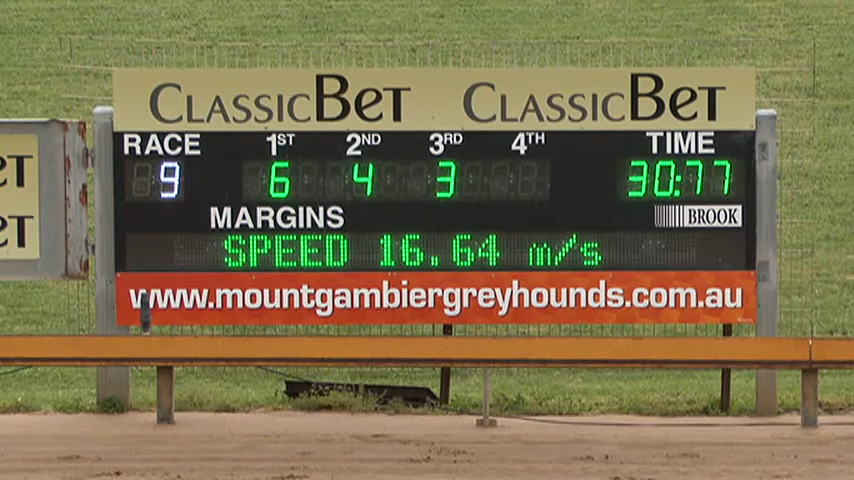 CLASSICBET CLASSICBET
RACE 1ST 2ND 3RD 4TH TIME
9 6 4 3 30:77
MARGINS BROOK
SPEED 16.64 m/s
www.mountgambiergreyhounds.com.au
ET
ET